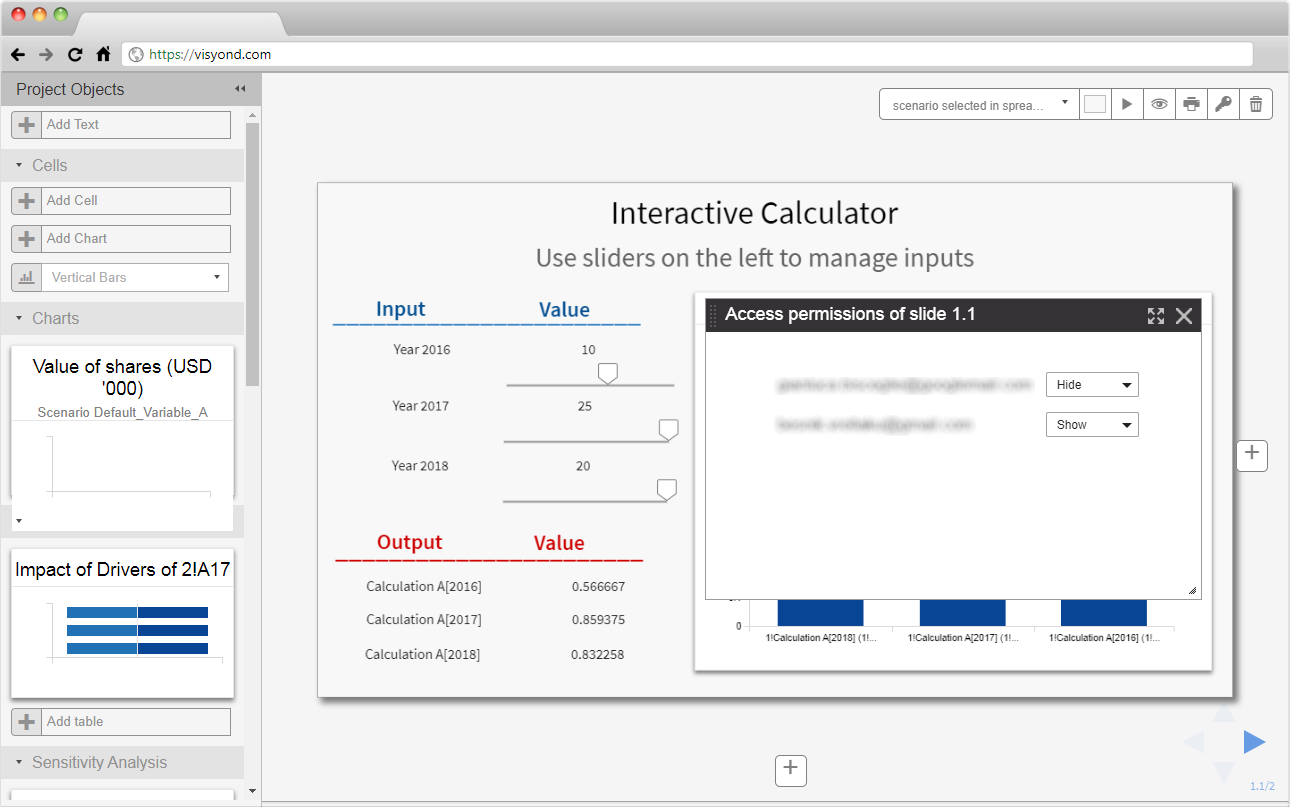 https://visyond.com
Project Objects
Add Text
Cells
Add Cell
Add Chart
Vertical Bars
Charts
Value of shares (USD
'000)
Scenario Default_Variable_A
Impact of Drivers of 2!A17
Add table
Sensitivity Analysis
scenario selected in sprea...
Interactive Calculator
Use sliders on the left to manage inputs
Input Value
Year 2016 10
Year 2017 25
Year 2018 20
Output Value
Calculation A[2016] 0.566667
Calculation A[2017] 0.859375
Calculation A[2018] 0.832258
Access permissions of slide 1.1
Hide
Show
0
1!Calculation A[2018] (1!... 1!Calculation A[2017] (1!... 1!Calculation A[2016] (1!...
1.1/2